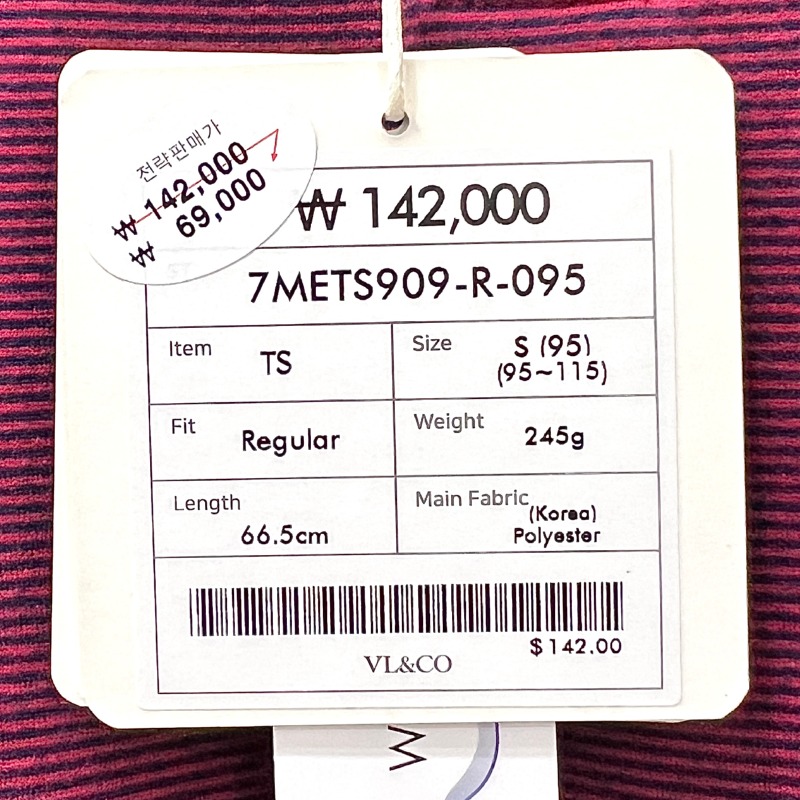 전략판매가
₩ 142,000
₩ 69,000
₩ 142,000
7METS909-R-095
Item
TS
Size
S (95)
(95~115)
Fit
Regular
Weight
245g
Length
66.5cm
Main Fabric
(Korea)
Polyester
$142.00
VL&CO
W